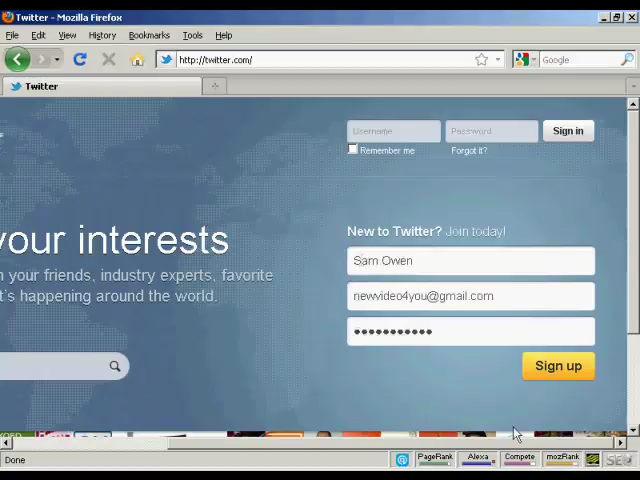 Twitter - Mozilla Firefox
File Edit View History Bookmarks Tools Help
http://twitter.com/
Google
Twitter
Username
Password
Sign in
Remember me
Forgot it?
New to Twitter? Join today!
your interests
Sam Owen
n your friends, industry experts, favorite
newvideo4you@gmail.com
t's happening around the world.
Sign up
Done
PageRank
Alexa
Compete
mozRank
SEO